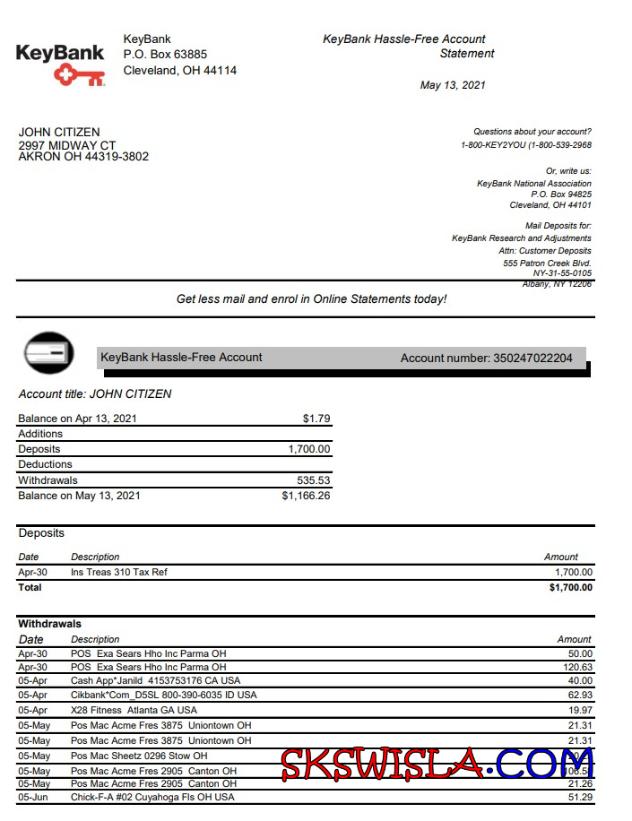 KeyBank
KeyBank
P.O. Box 63885
Cleveland, OH 44114
KeyBank Hassle-Free Account
Statement
May 13, 2021
JOHN CITIZEN
2997 MIDWAY CT
AKRON OH 44319-3802
Questions about your account?
1-800-KEY2YOU (1-800-539-2968
Or, write us:
KeyBank National Association
P.O. Box 94825
Cleveland, OH 44101
Mail Deposits for:
KeyBank Research and Adjustments
Attn: Customer Deposits
555 Patron Creek Blvd.
NY-31-55-0105
Albany, NY 12206
Get less mail and enrol in Online Statements today!
KeyBank Hassle-Free Account Account number: 350247022204
Account title: JOHN CITIZEN
Balance on Apr 13, 2021 $1.79
Additions
Deposits 1,700.00
Deductions
Withdrawals 535.53
Balance on May 13, 2021 $1,166.26
Deposits
Date Description Amount
Apr-30 Ins Treas 310 Tax Ref 1,700.00
Total $1,700.00
Withdrawals
Date Description Amount
Apr-30 POS Exa Sears Hho Inc Parma OH 50.00
Apr-30 POS Exa Sears Hho Inc Parma OH 120.63
05-Apr Cash App*Janild 4153753176 CA USA 40.00
05-Apr Cikbank*Com_D5SL 800-390-6035 ID USA 62.93
05-Apr X28 Fitness Atlanta GA USA 19.97
05-May Pos Mac Acme Fres 3875 Uniontown OH 21.31
05-May Pos Mac Acme Fres 3875 Uniontown OH 21.31
05-May Pos Mac Sheetz 0296 Stow OH
SKSWISLA.COM
05-May Pos Mac Acme Fres 2905 Canton OH
05-May Pos Mac Acme Fres 2905 Canton OH 21.26
05-Jun Chick-F-A #02 Cuyahoga Fls OH USA 51.29